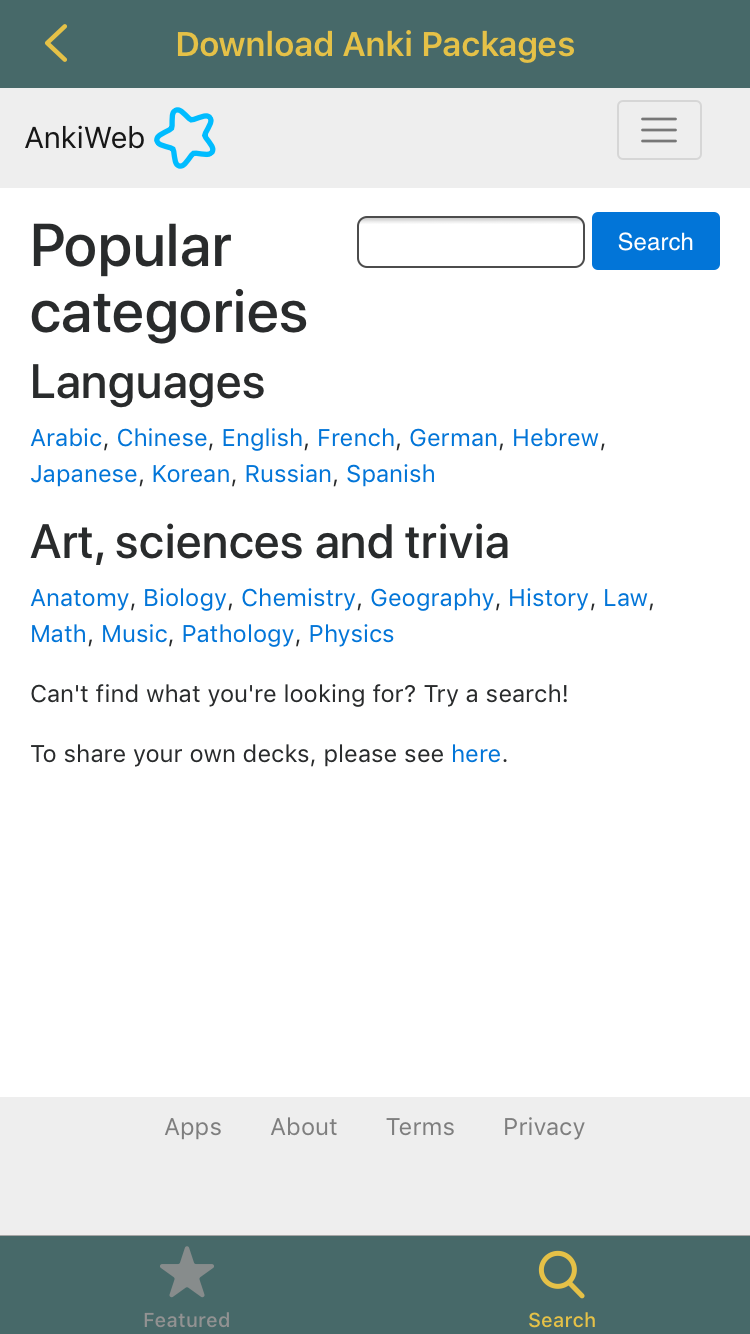 Download Anki Packages
AnkiWeb
Popular
categories
Search
Languages
Arabic, Chinese, English, French, German, Hebrew,
Japanese, Korean, Russian, Spanish
Art, sciences and trivia
Anatomy, Biology, Chemistry, Geography, History, Law,
Math, Music, Pathology, Physics
Can't find what you're looking for? Try a search!
To share your own decks, please see here.
Apps About Terms Privacy
Featured Search